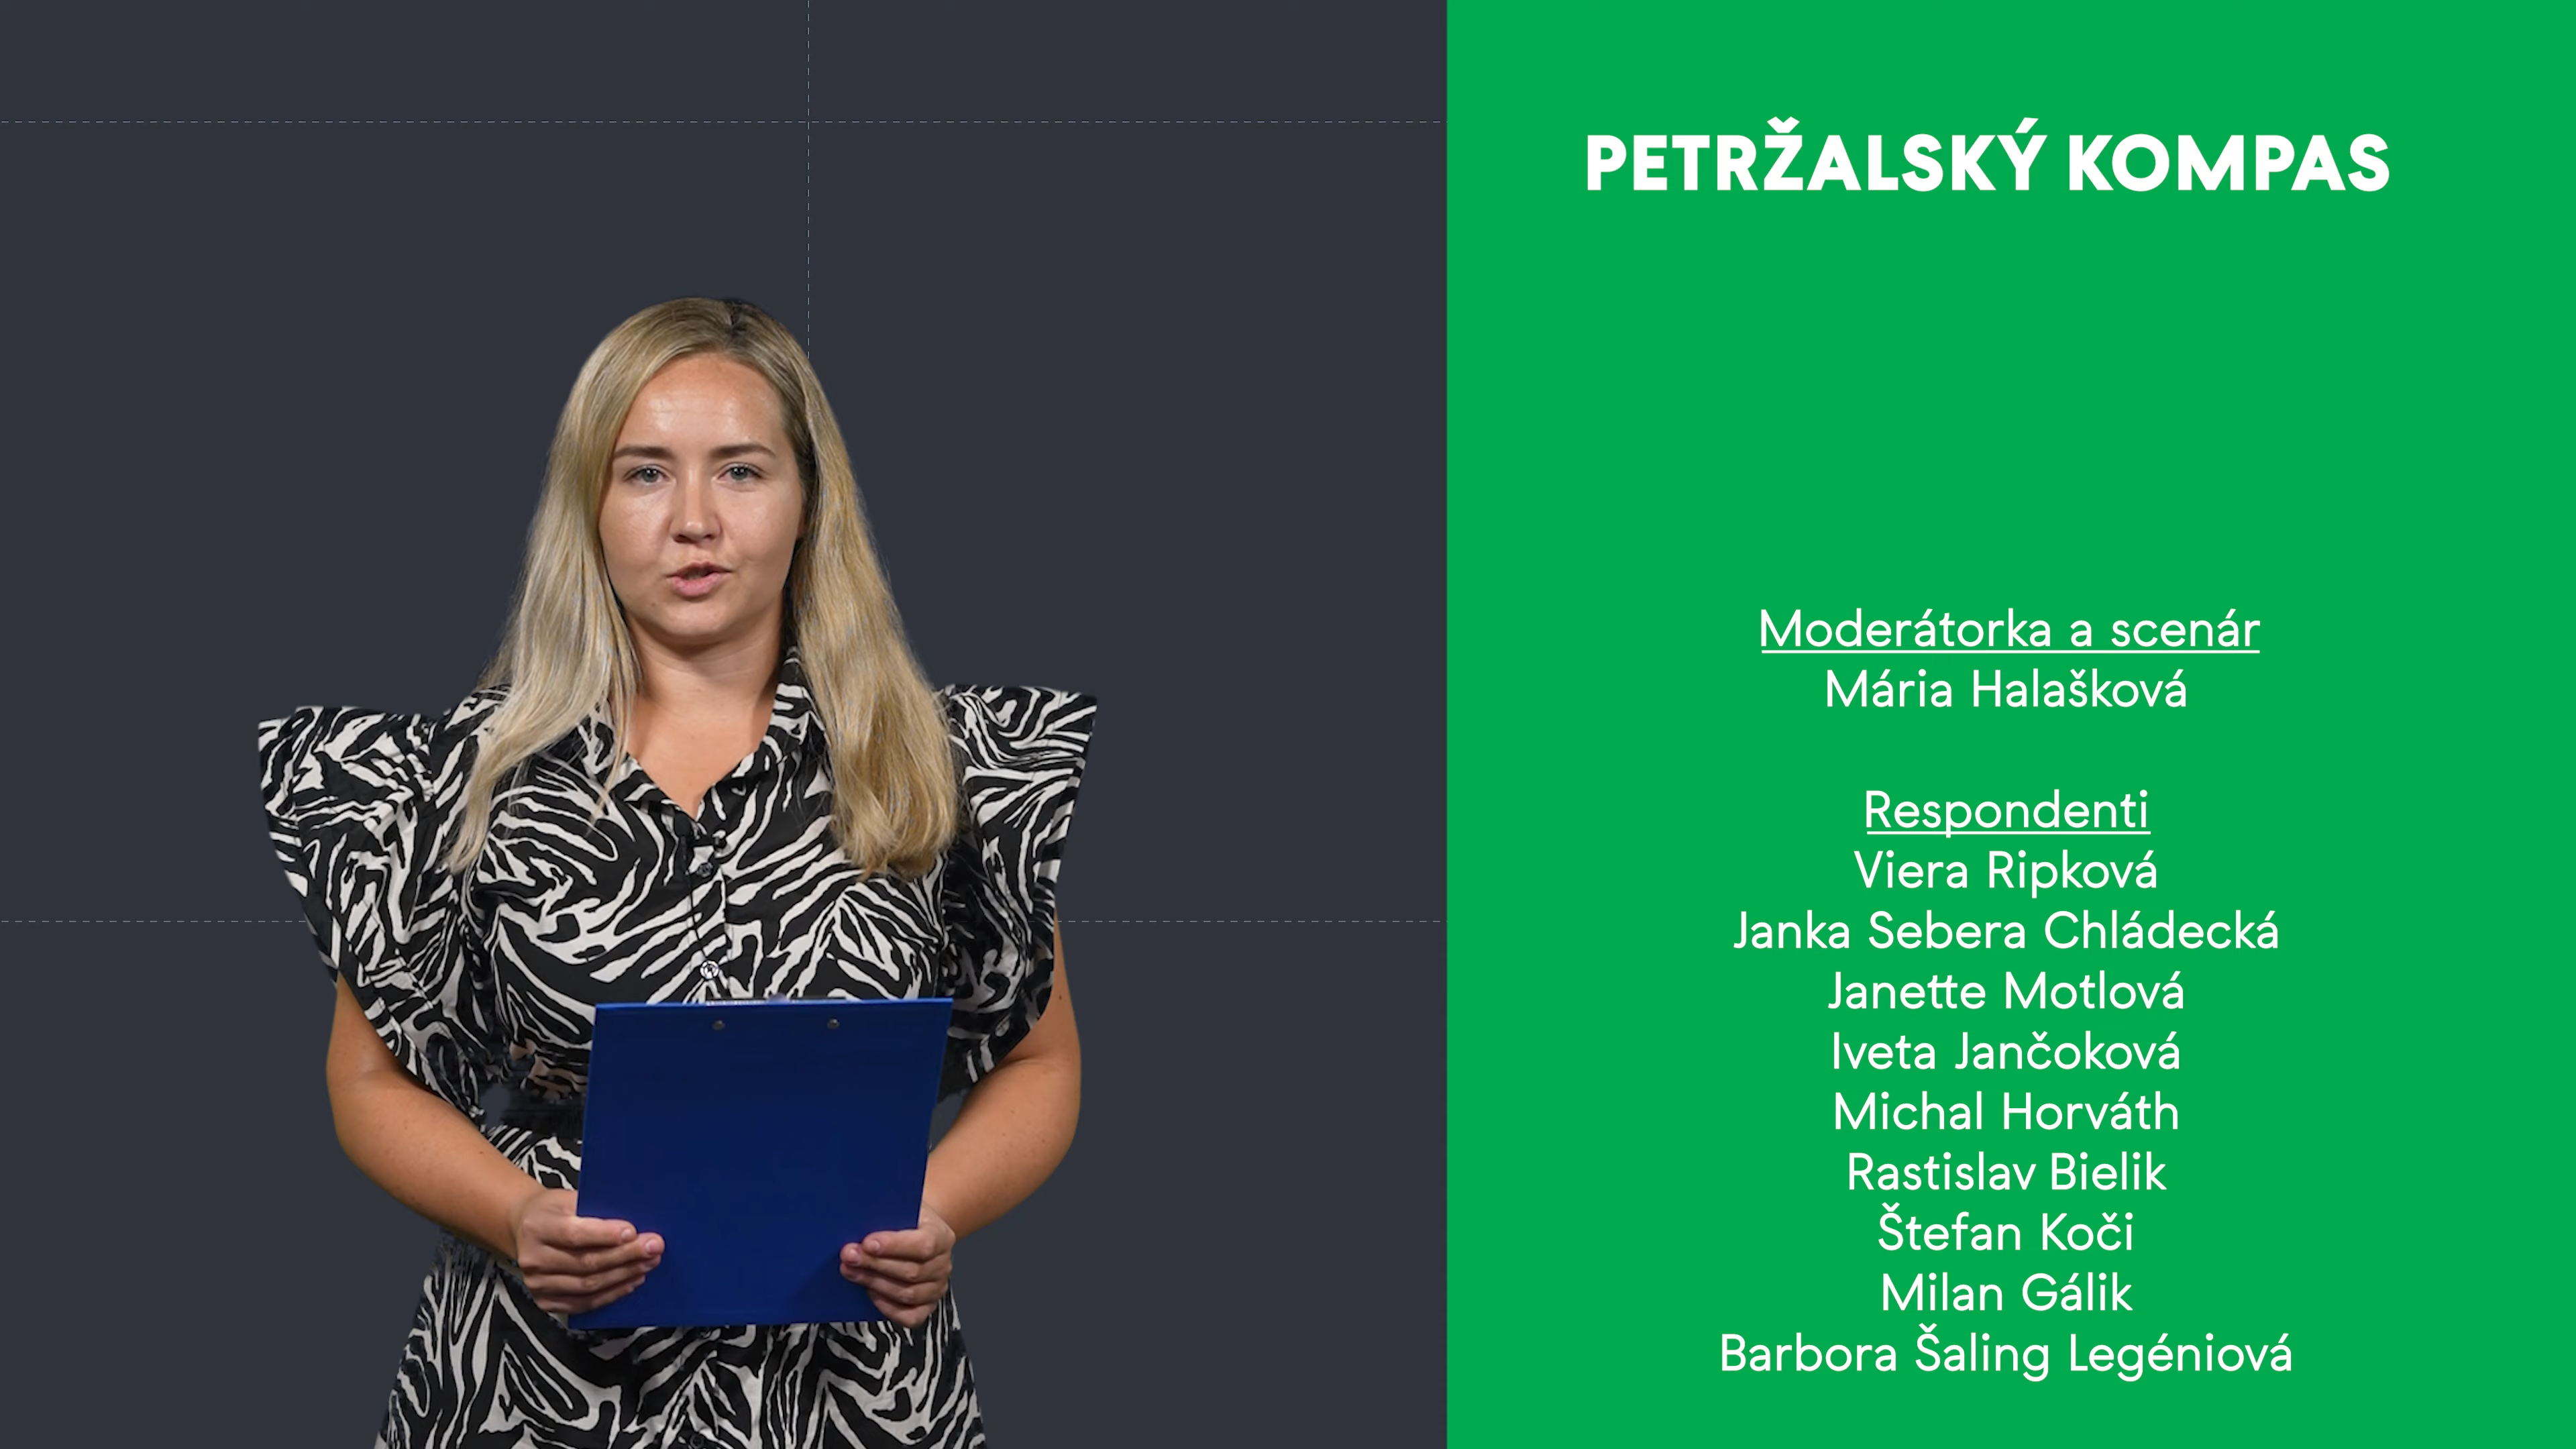 PETRŽALSKÝ KOMPAS
Moderátorka a scenár
Mária Halašková
Respondenti
Viera Ripková
Janka Sebera Chládecká
Janette Motlová
Iveta Jančoková
Michal Horváth
Rastislav Bielik
Štefan Koči
Milan Gálik
Barbora Šaling Legéniová